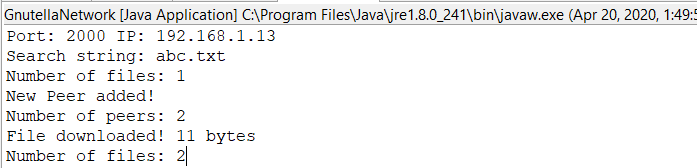 GnutellaNetwork [Java Application] C:\Program Files\Java\jre1.8.0_241\bin\javaw.exe (Apr 20, 2020, 1:49:5
Port: 2000 IP: 192.168.1.13
Search string: abc.txt
Number of files: 1
New Peer added!
Number of peers: 2
File downloaded! 11 bytes
Number of files: 2